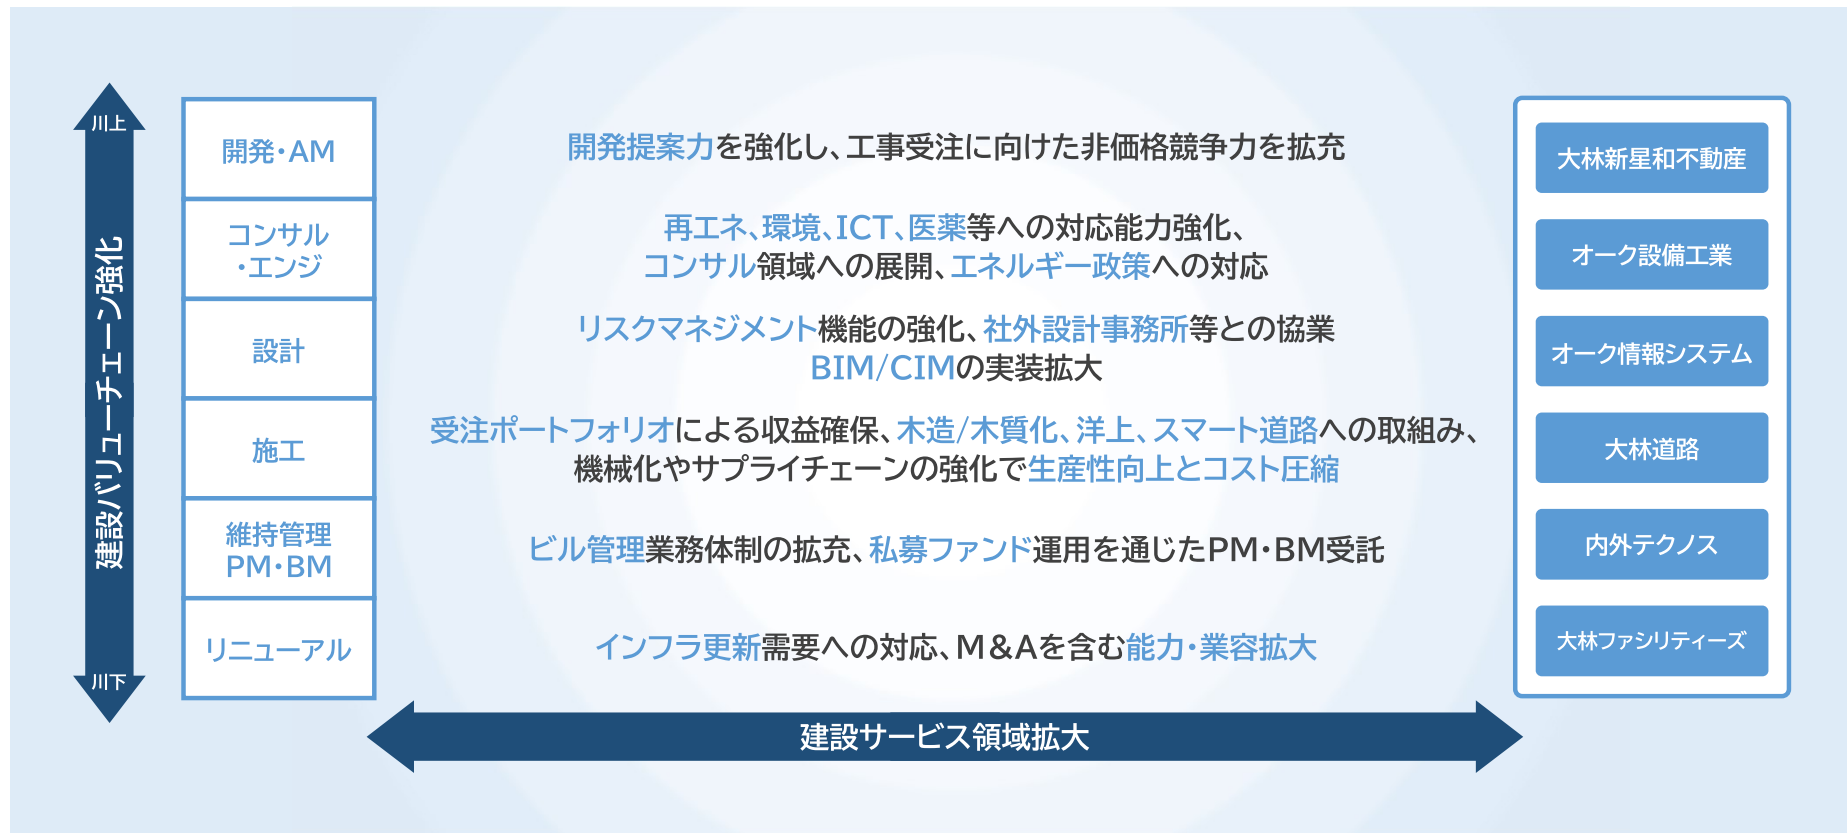 川上
建設バリューチェーン強化
川下
開発・AM
開発提案力を強化し、工事受注に向けた非価格競争力を拡充
コンサル
・エンジ
再エネ、環境、ICT、医薬等への対応能力強化、
コンサル領域への展開、エネルギー政策への対応
設計
リスクマネジメント機能の強化、社外設計事務所等との協業
BIM/CIMの実装拡大
施工
受注ポートフォリオによる収益確保、木造/木質化、洋上、スマート道路への取組み、
機械化やサプライチェーンの強化で生産性向上とコスト圧縮
維持管理
PM・BM
ビル管理業務体制の拡充、私募ファンド運用を通じたPM・BM受託
リニューアル
インフラ更新需要への対応、M&Aを含む能力・業容拡大
大林新星和不動産
オーク設備工業
オーク情報システム
大林道路
内外テクノス
大林ファシリティーズ
建設サービス領域拡大